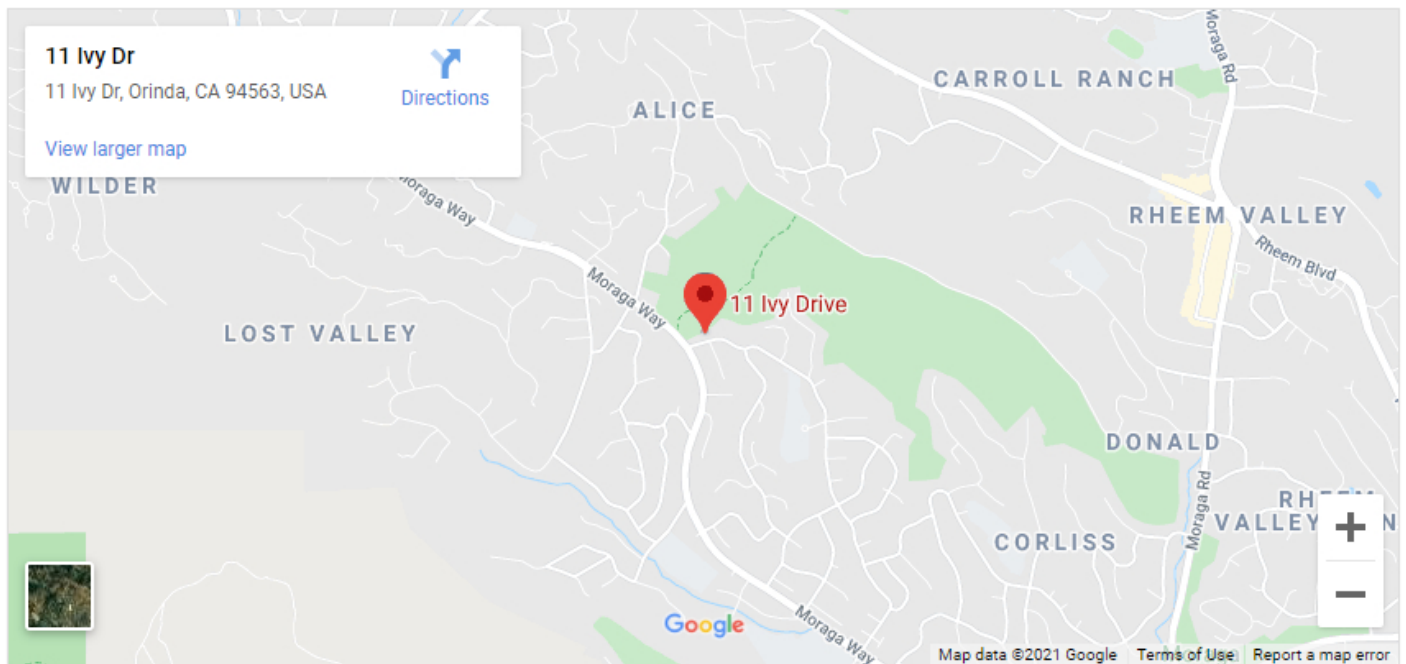 11 Ivy Dr
11 Ivy Dr, Orinda, CA 94563, USA
Directions
View larger map
Moraga Rd
CARROLL RANCH
ALICE
WILDER
Moraga Way
RHEEM VALLEY
Rheem Blvd
Moraga Way
11 Ivy Drive
LOST VALLEY
DONALD
Moraga Rd
CORLISS
VALLEY
Moraga Way
Google
Map data ©2021 Google
Terms of Use
Report a map error